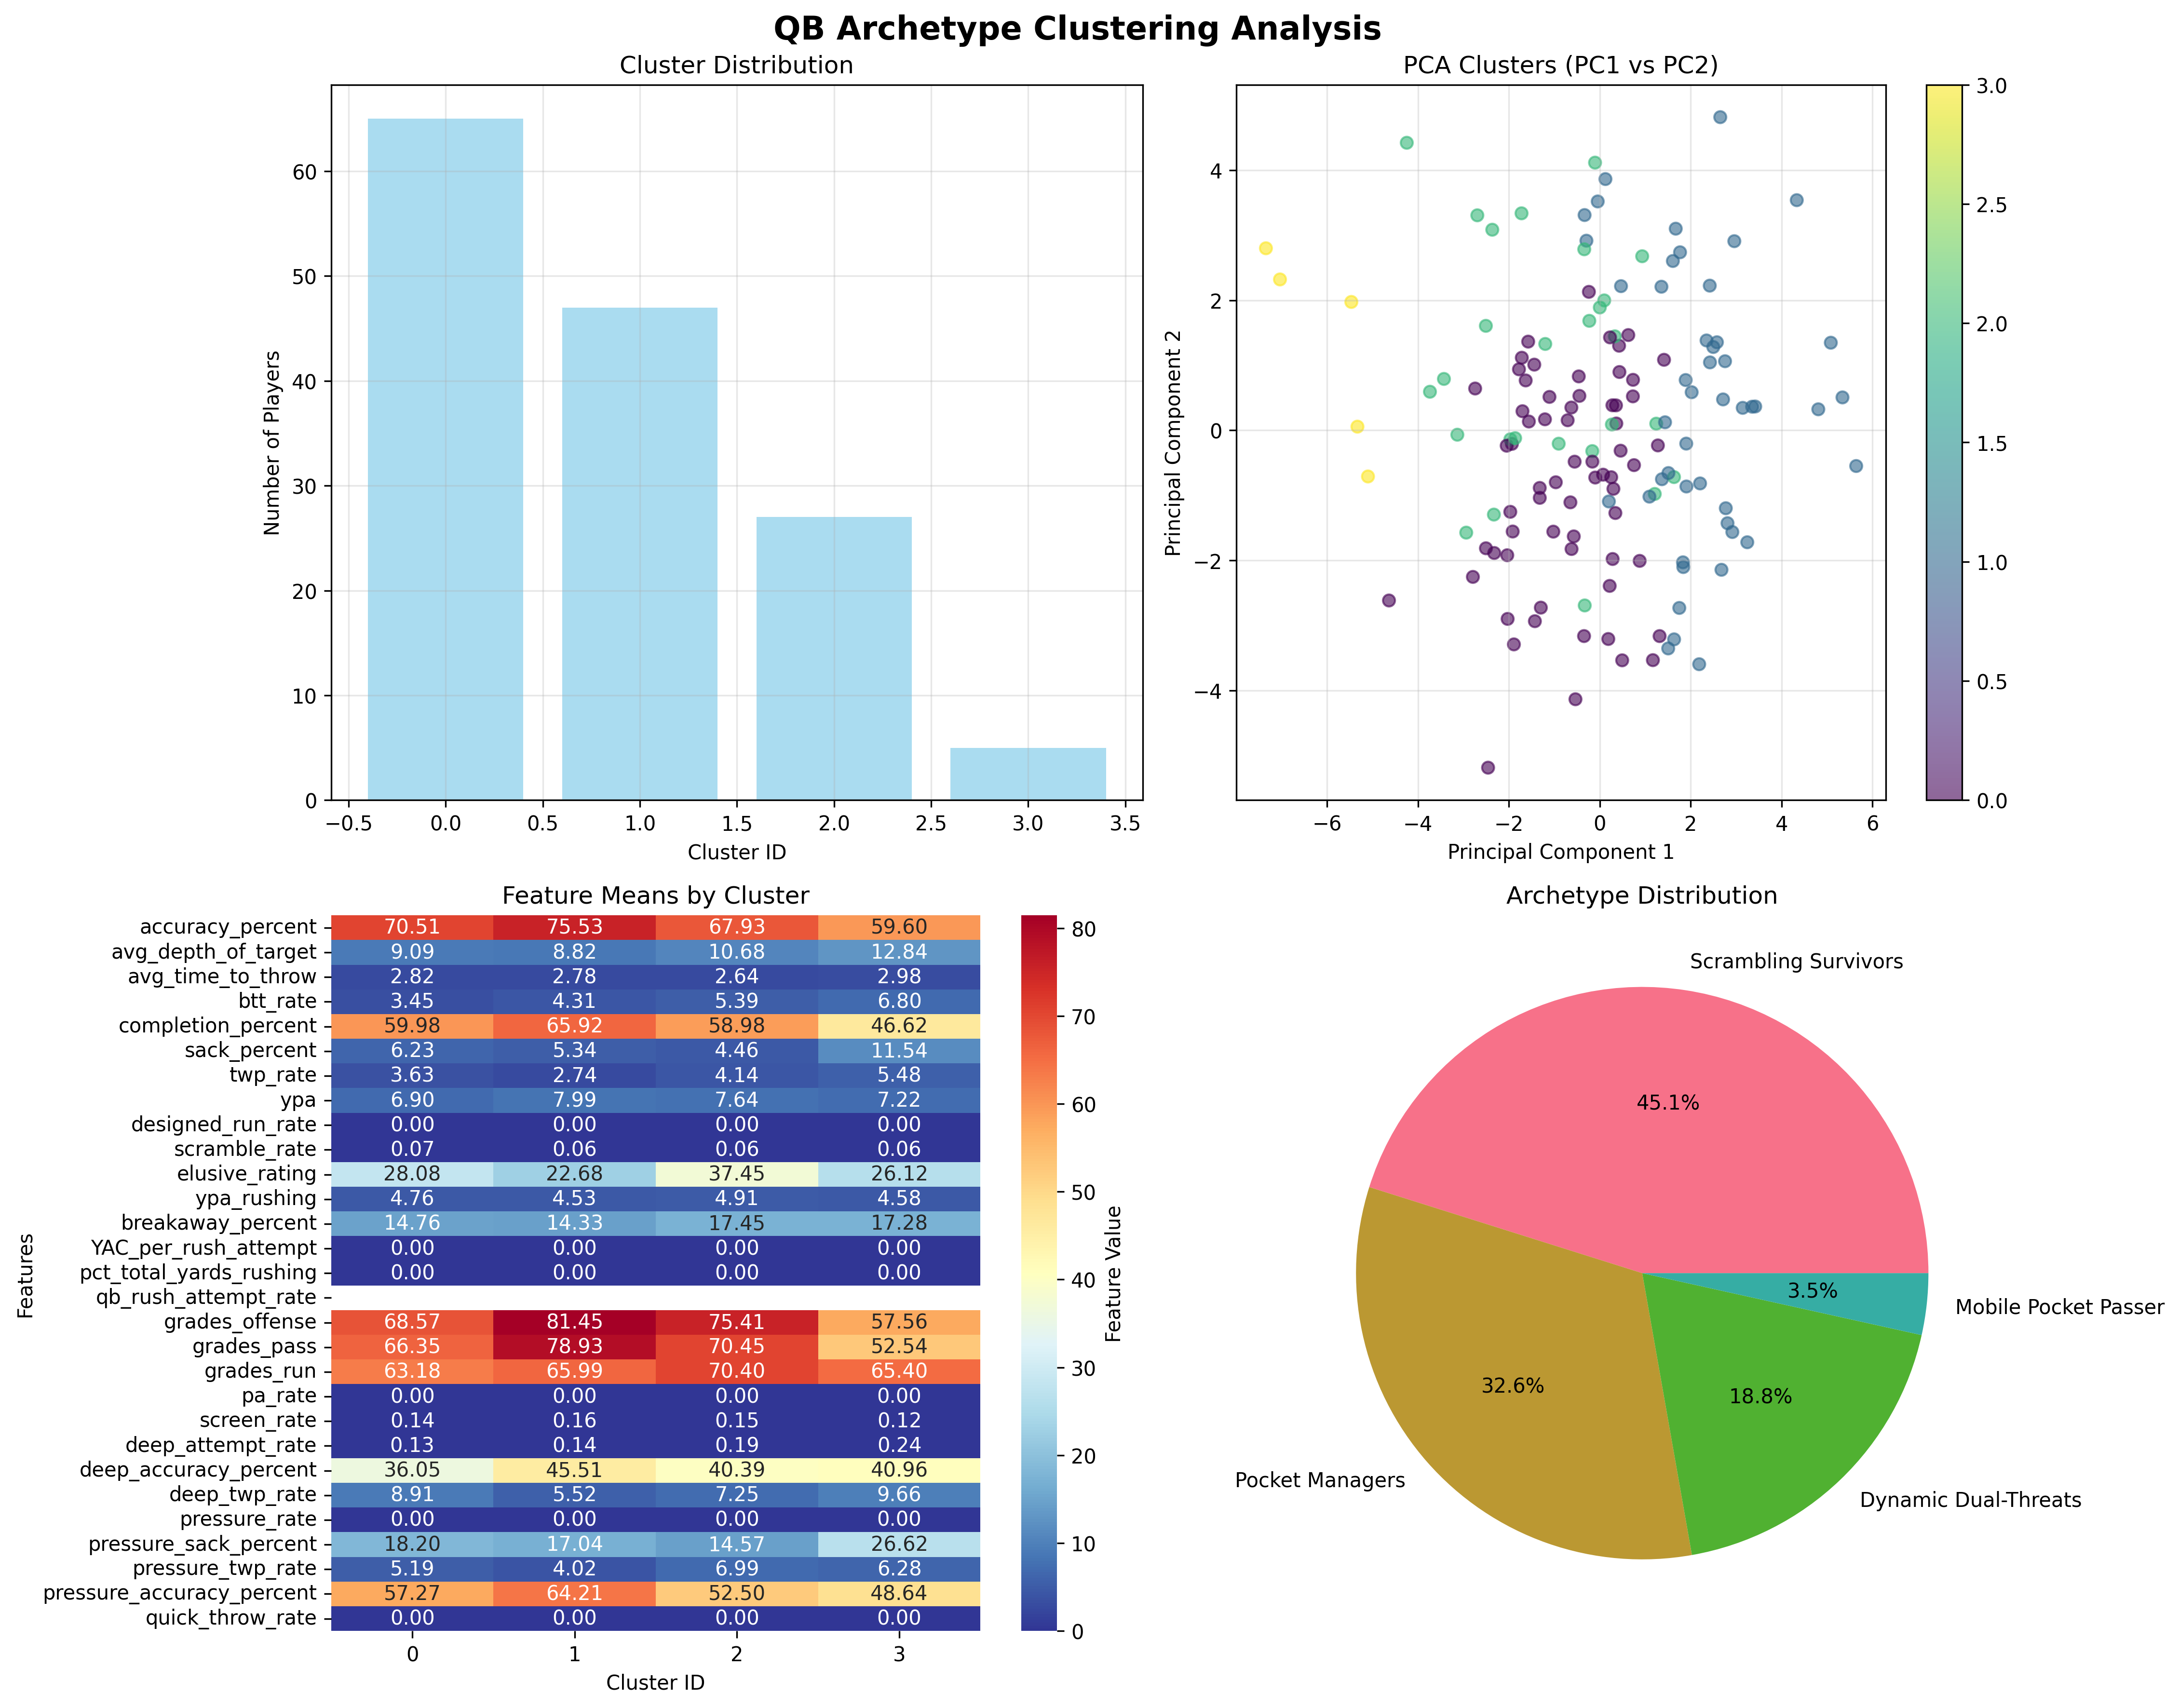 QB Archetype Clustering Analysis
Cluster Distribution
Number of Players
60
50
40
30
20
10
0
−0.5 0.0 0.5 1.0 1.5 2.0 2.5 3.0 3.5
Cluster ID
PCA Clusters (PC1 vs PC2)
Principal Component 2
4
2
0
−2
−4
−6 −4 −2 0 2 4 6
Principal Component 1
3.0
2.5
2.0
1.5
1.0
0.5
0.0
Feature Means by Cluster
Features
accuracy_percent 70.51 75.53 67.93 59.60
avg_depth_of_target 9.09 8.82 10.68 12.84
avg_time_to_throw 2.82 2.78 2.64 2.98
btt_rate 3.45 4.31 5.39 6.80
completion_percent 59.98 65.92 58.98 46.62
sack_percent 6.23 5.34 4.46 11.54
twp_rate 3.63 2.74 4.14 5.48
ypa 6.90 7.99 7.64 7.22
designed_run_rate 0.00 0.00 0.00 0.00
scramble_rate 0.07 0.06 0.06 0.06
elusive_rating 28.08 22.68 37.45 26.12
ypa_rushing 4.76 4.53 4.91 4.58
breakaway_percent 14.76 14.33 17.45 17.28
YAC_per_rush_attempt 0.00 0.00 0.00 0.00
pct_total_yards_rushing 0.00 0.00 0.00 0.00
qb_rush_attempt_rate
grades_offense 68.57 81.45 75.41 57.56
grades_pass 66.35 78.93 70.45 52.54
grades_run 63.18 65.99 70.40 65.40
pa_rate 0.00 0.00 0.00 0.00
screen_rate 0.14 0.16 0.15 0.12
deep_attempt_rate 0.13 0.14 0.19 0.24
deep_accuracy_percent 36.05 45.51 40.39 40.96
deep_twp_rate 8.91 5.52 7.25 9.66
pressure_rate 0.00 0.00 0.00 0.00
pressure_sack_percent 18.20 17.04 14.57 26.62
pressure_twp_rate 5.19 4.02 6.99 6.28
pressure_accuracy_percent 57.27 64.21 52.50 48.64
quick_throw_rate 0.00 0.00 0.00 0.00
0 1 2 3
Cluster ID
80
70
60
50
40
30
20
10
0
Feature Value
Archetype Distribution
Scrambling Survivors
45.1%
3.5%
Mobile Pocket Passer
32.6%
18.8%
Pocket Managers
Dynamic Dual-Threats